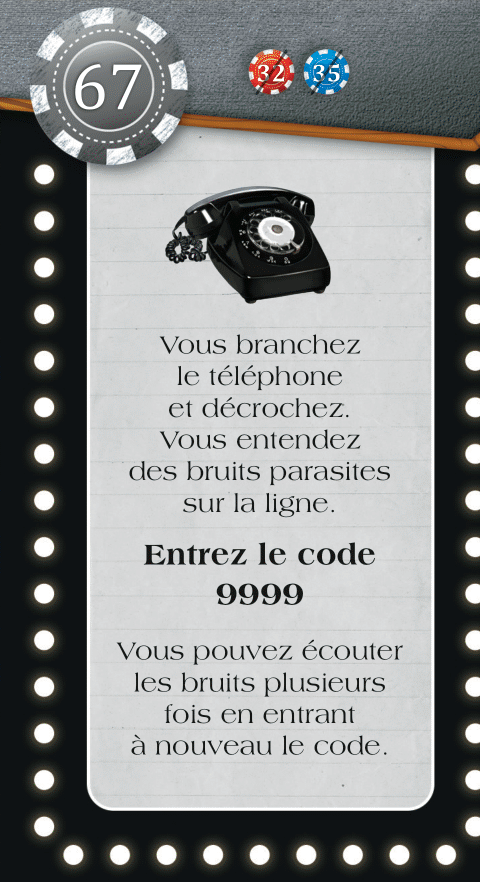 67
32 35
Vous branchez
le téléphone
et décrochez.
Vous entendez
des bruits parasites
sur la ligne.
Entrez le code
9999
Vous pouvez écouter
les bruits plusieurs
fois en entrant
à nouveau le code.